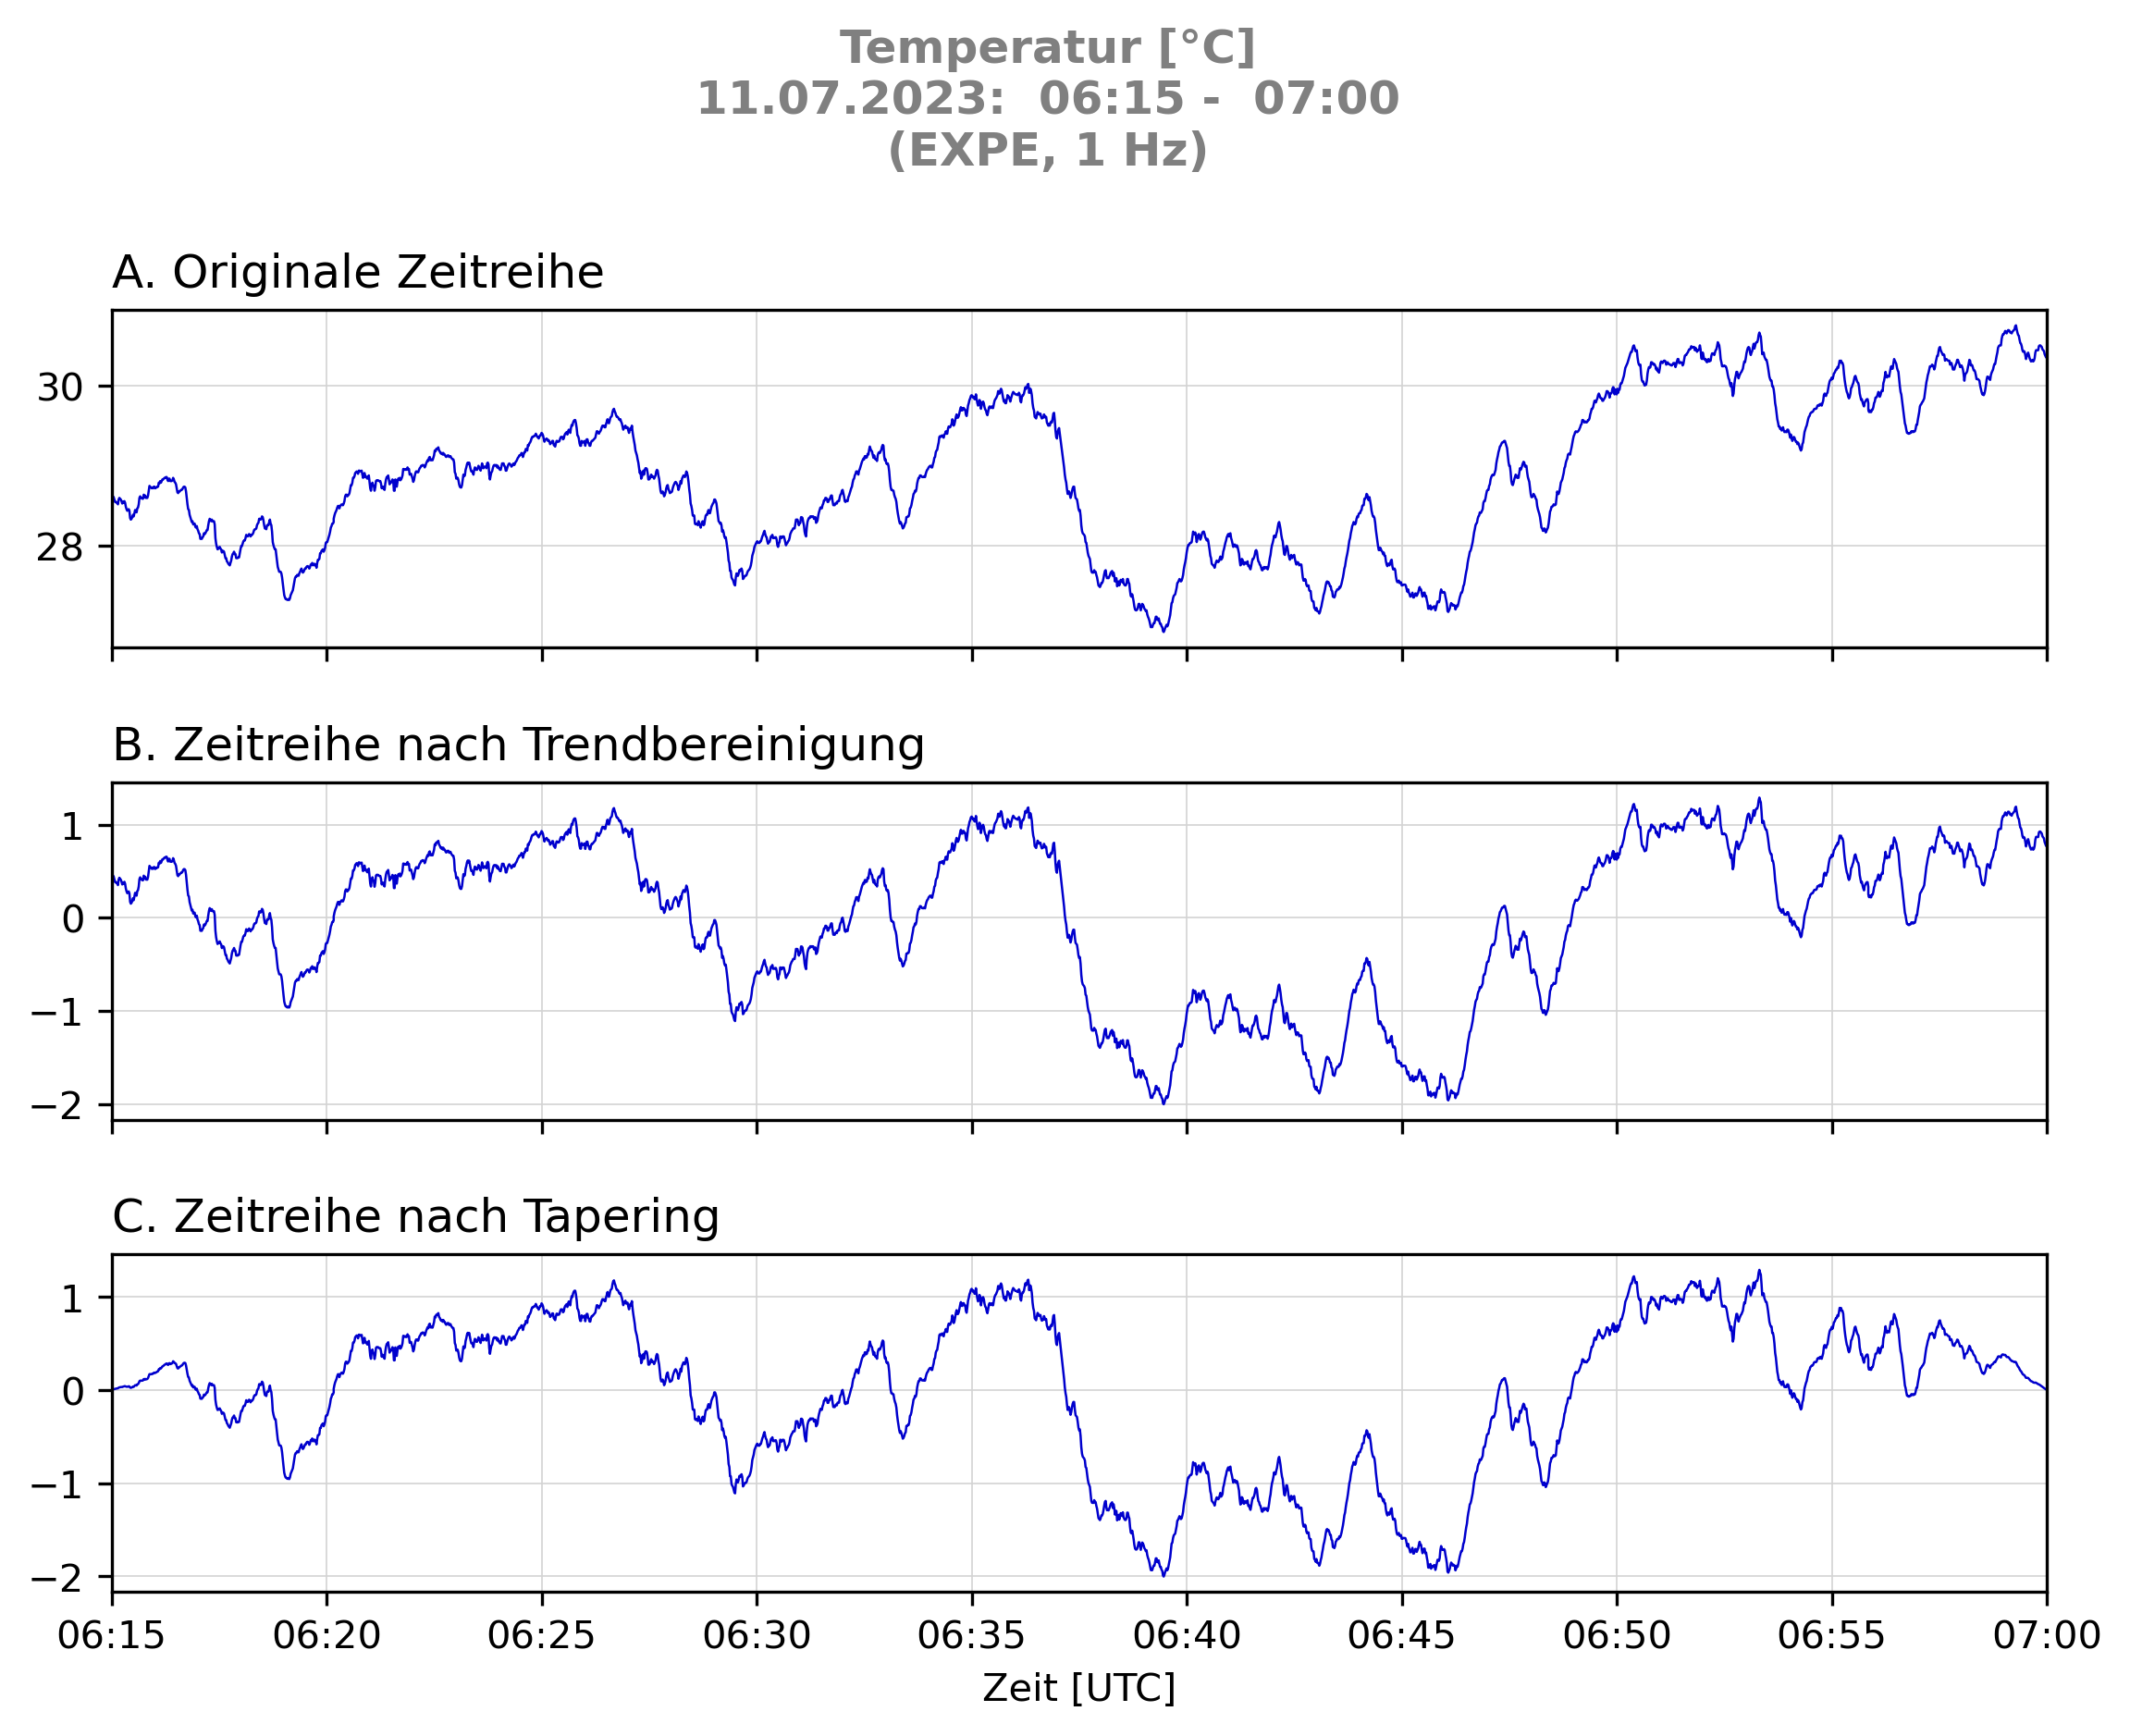 Temperatur [°C]
11.07.2023:  06:15 -  07:00
(EXPE, 1 Hz)
A. Originale Zeitreihe
30
28
B. Zeitreihe nach Trendbereinigung
1
0
−1
−2
C. Zeitreihe nach Tapering
1
0
−1
−2
06:15 06:20 06:25 06:30 06:35 06:40 06:45 06:50 06:55 07:00
Zeit [UTC]